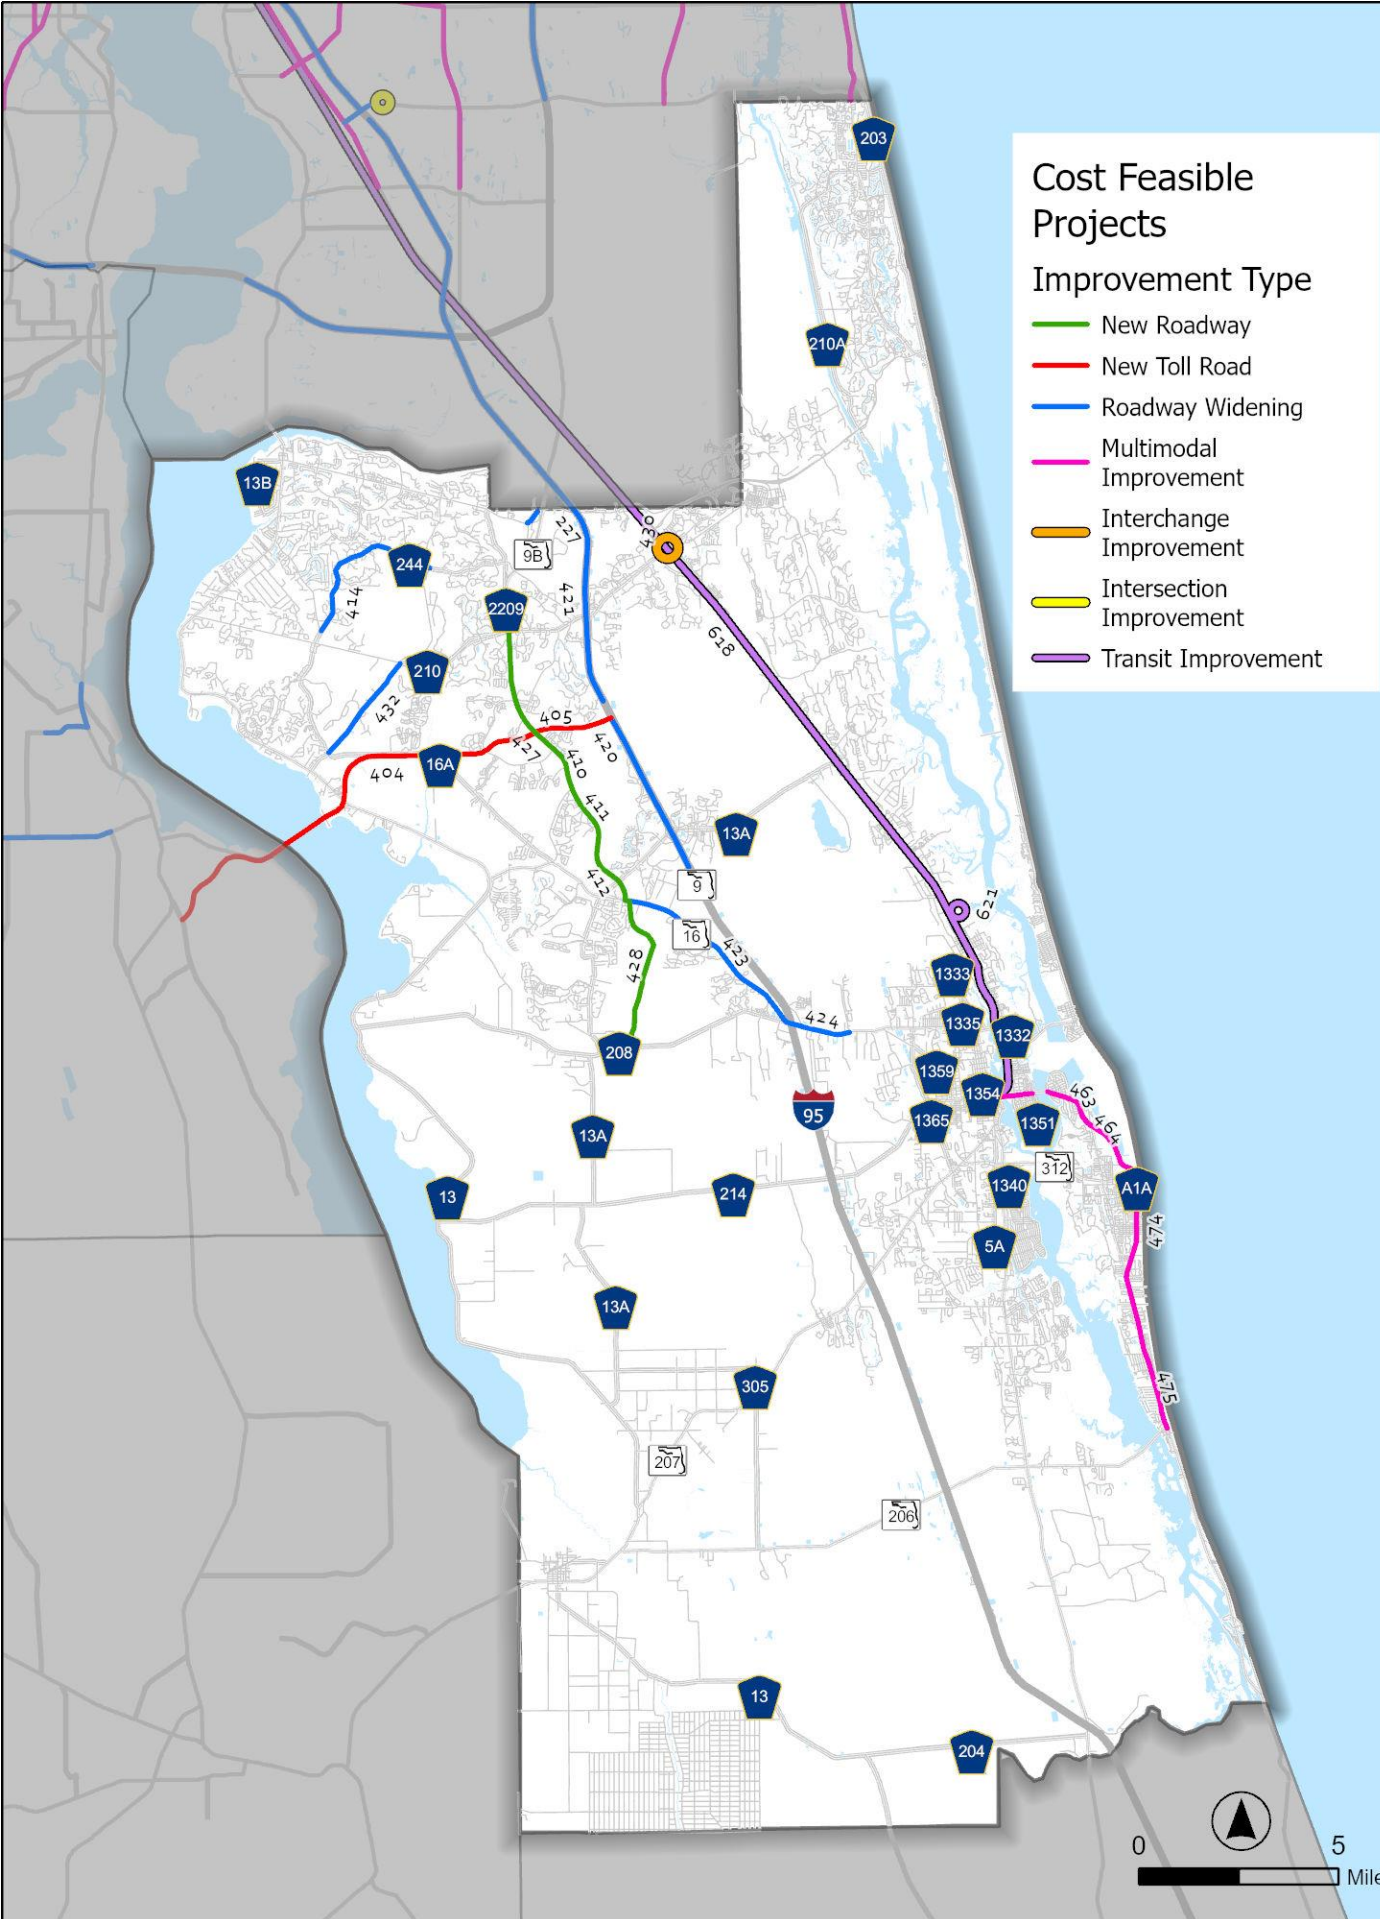 203
Cost Feasible
Projects
Improvement Type
New Roadway
New Toll Road
Roadway Widening
Multimodal
Improvement
Interchange
Improvement
Intersection
Improvement
Transit Improvement
210A
13B
227
430
9B
244
414
421
2209
618
210
432
405
427
420
404
16A
410
411
13A
412
9
621
16
423
428
1333
424
1335
1332
208
1359
1354
463
95
1365
1351
464
13A
312
13
214
1340
A1A
474
5A
13A
305
475
207
206
13
204
0 5
Mile